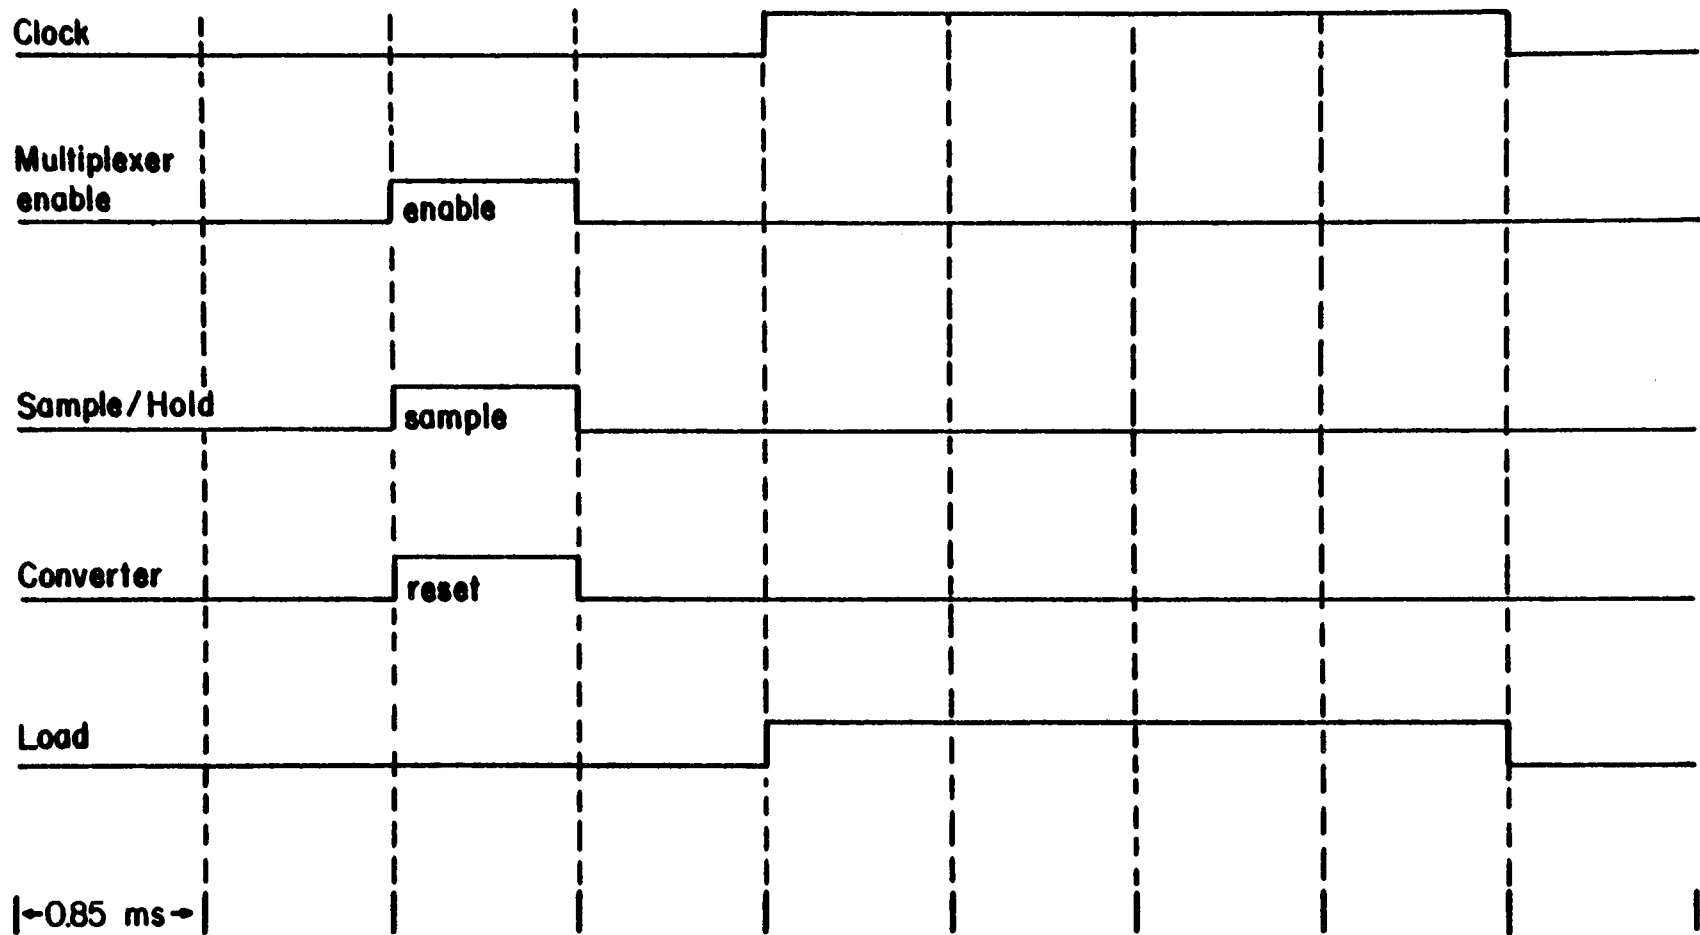 Clock
Multiplexer
enable
enable
Sample/Hold
sample
Converter
reset
Load
0.85 ms